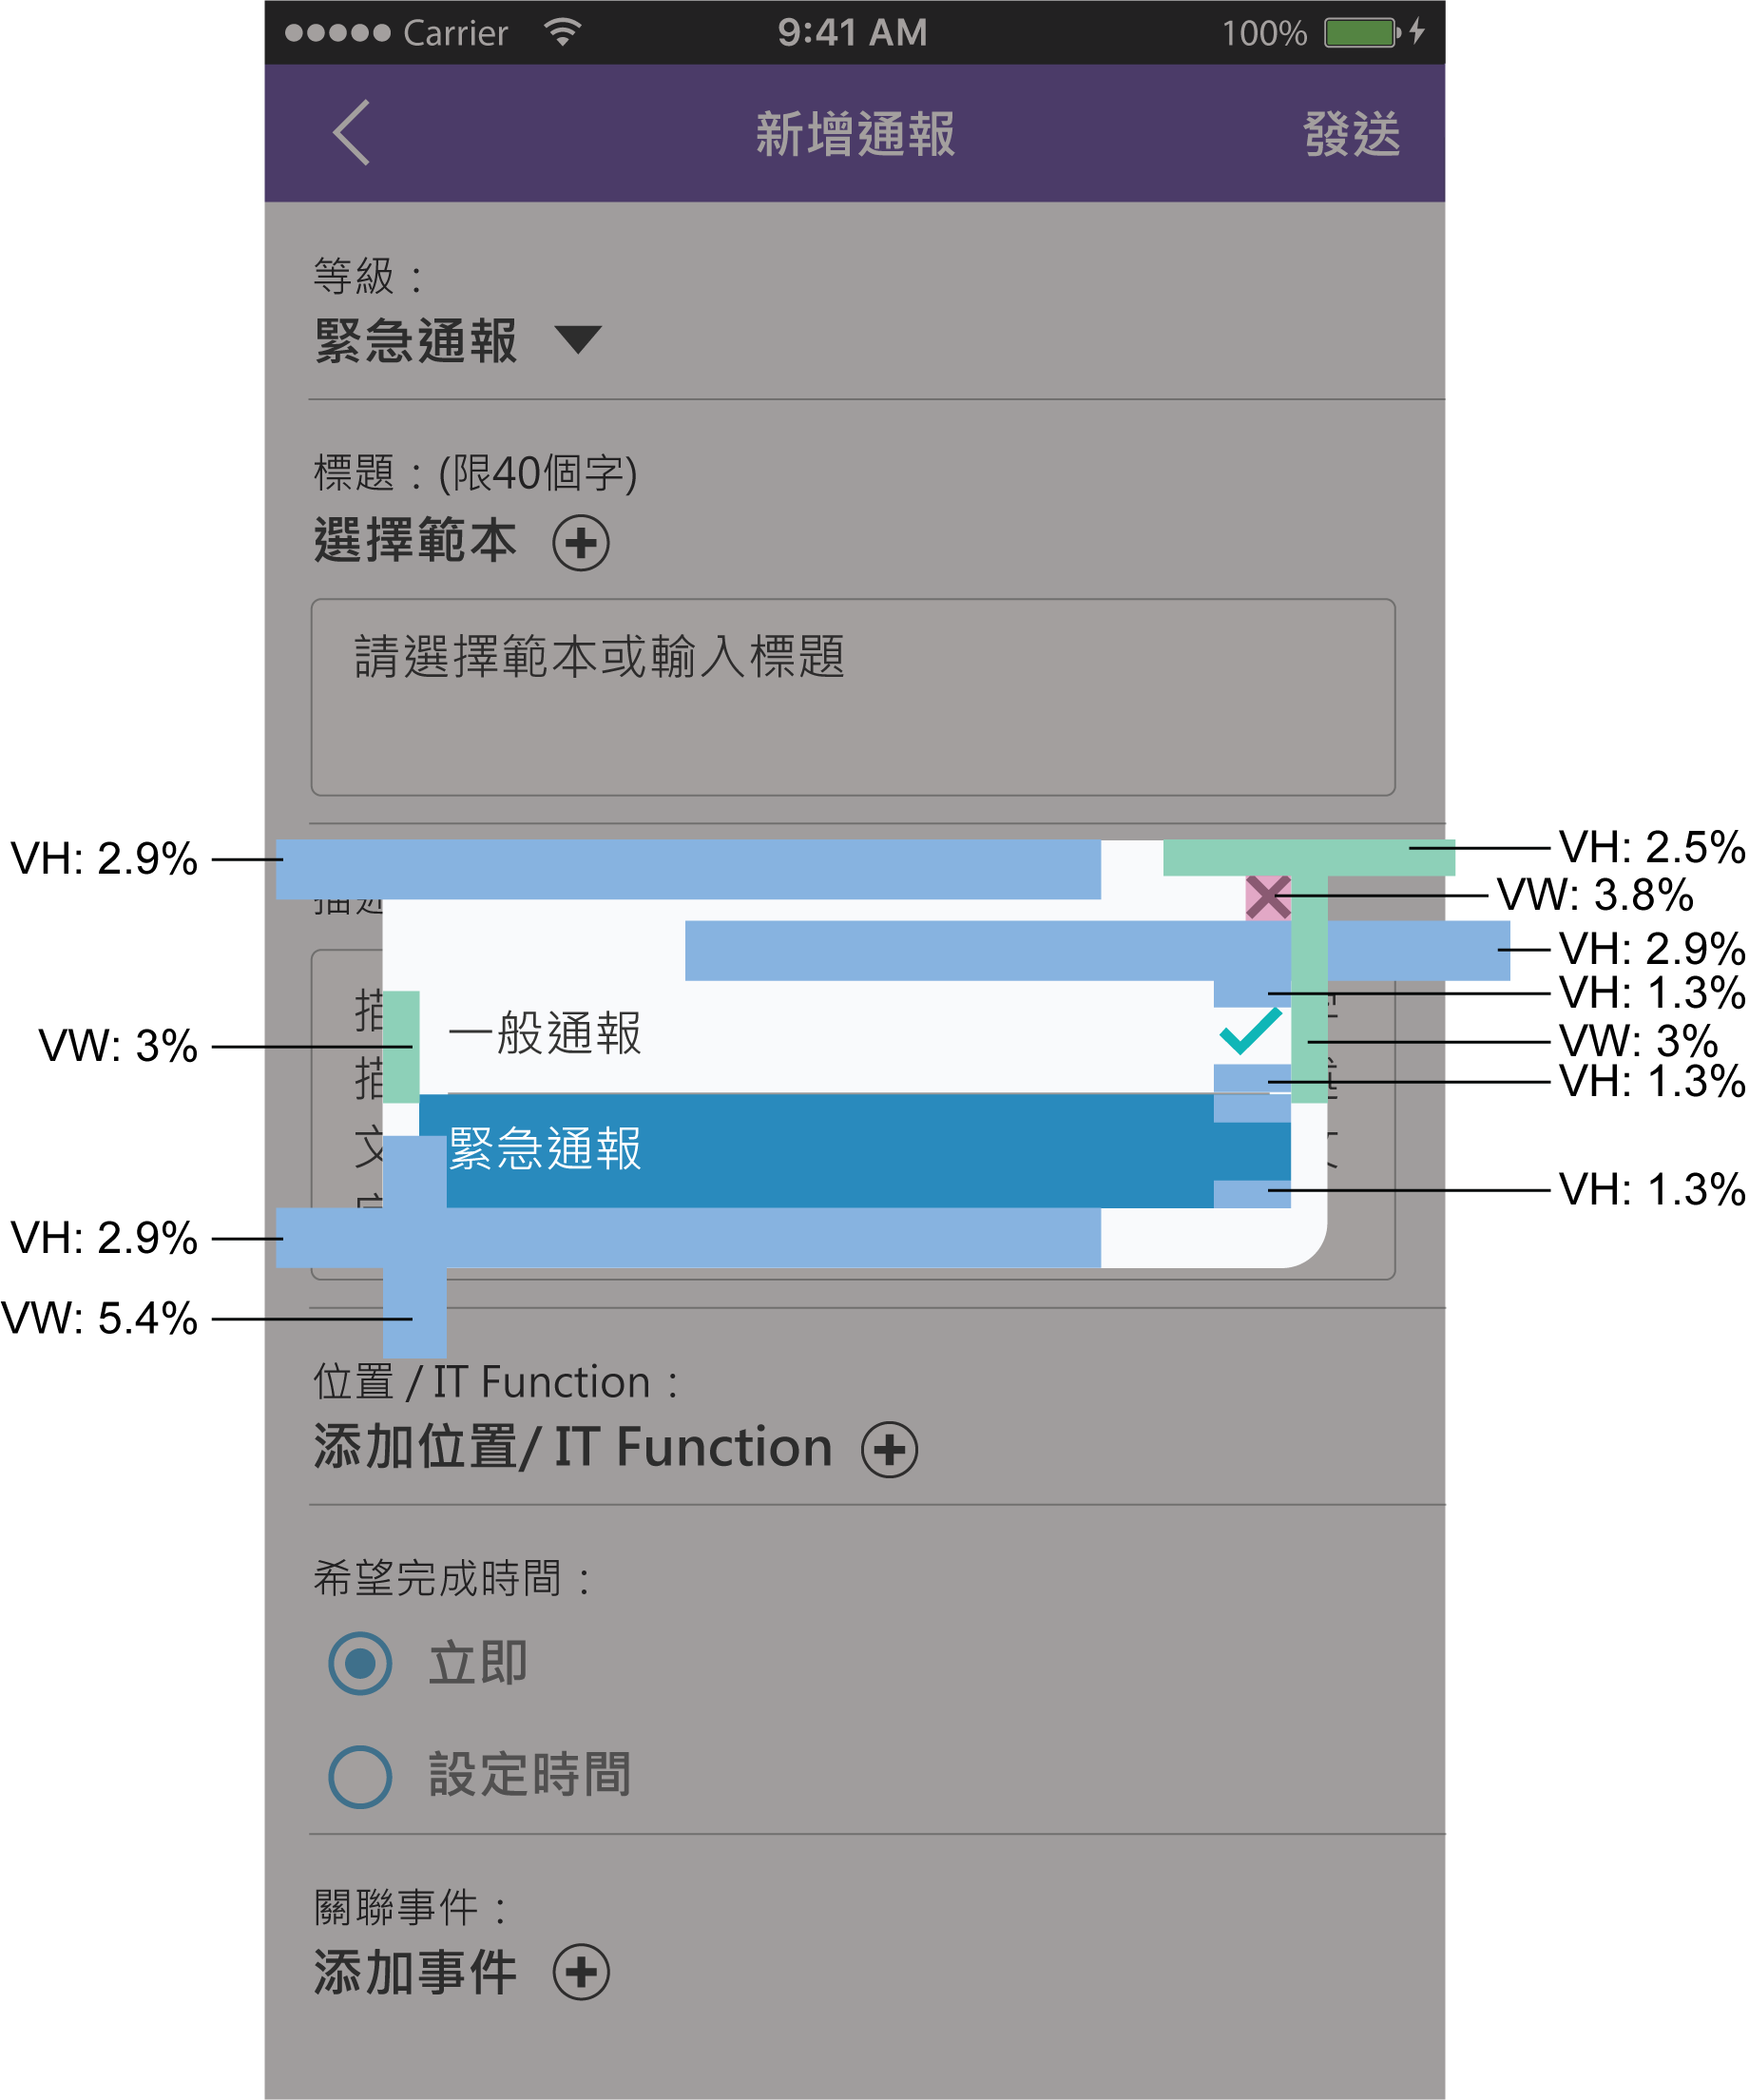 Carrier 9:41 AM 100%
新增通報 發送
等級：
緊急通報
標題：(限40個字)
選擇範本
請選擇範本或輸入標題
VH: 2.9%
VH: 2.5%
VW: 3.8%
VH: 2.9%
VH: 1.3%
一般通報
VW: 3%
VW: 3%
VH: 1.3%
緊急通報
VH: 1.3%
VH: 2.9%
VW: 5.4%
位置 / IT Function：
添加位置/ IT Function
希望完成時間：
立即
設定時間
關聯事件：
添加事件